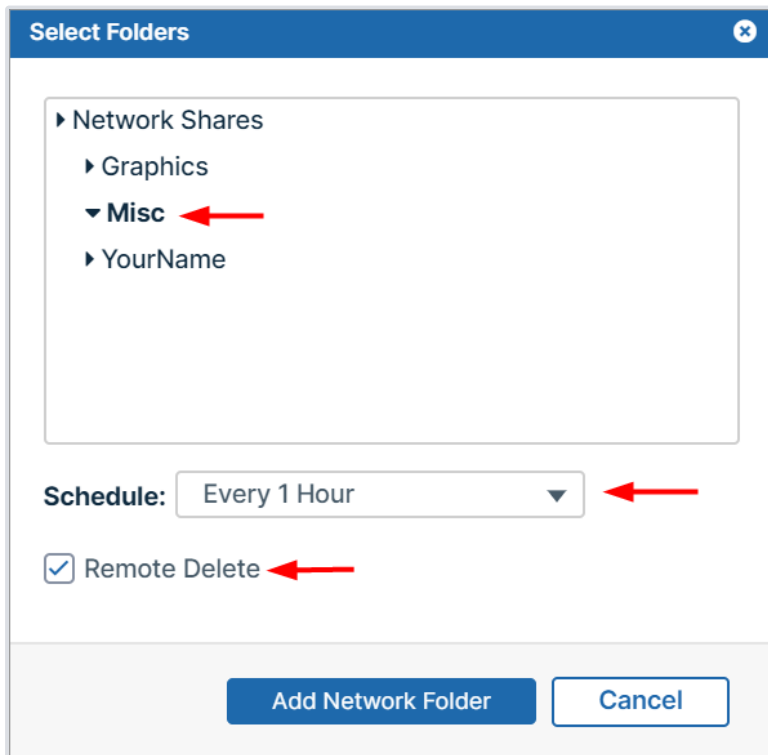 Select Folders
Network Shares
Graphics
Misc
YourName
Schedule: Every 1 Hour
Remote Delete
Add Network Folder Cancel